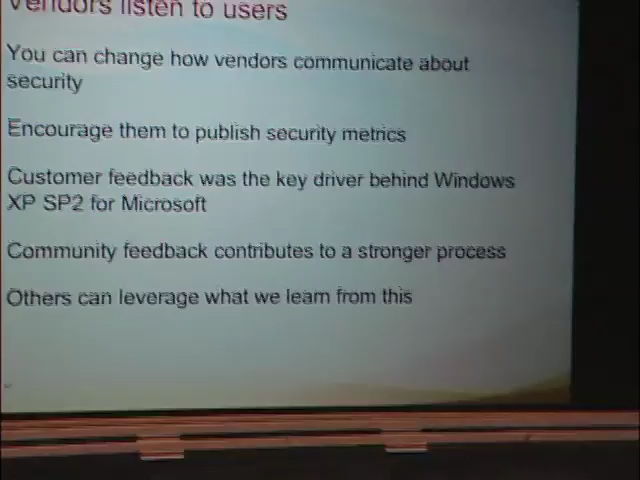 Vendors listen to users
You can change how vendors communicate about
security
Encourage them to publish security metrics
Customer feedback was the key driver behind Windows
XP SP2 for Microsoft
Community feedback contributes to a stronger process
Others can leverage what we learn from this